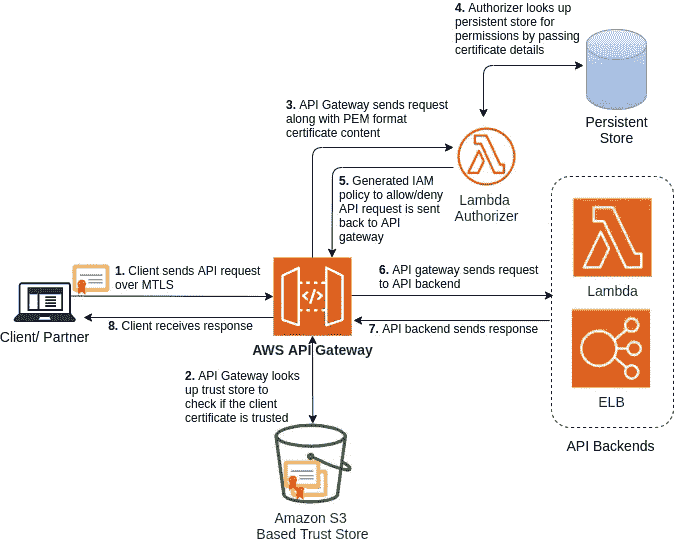 4. Authorizer looks up
persistent store for
permissions by passing
certificate details
Persistent
Store
3. API Gateway sends request
along with PEM format
certificate content
5. Generated IAM
policy to allow/deny
API request is sent
back to API
gateway
Lambda
Authorizer
1. Client sends API request
over MTLS
6. API gateway sends request
to API backend
Lambda
Client/ Partner
8. Client receives response
</>
7. API backend sends response
AWS API Gateway
2. API Gateway looks
up trust store to
check if the client
certificate is trusted
ELB
API Backends
Amazon S3
Based Trust Store